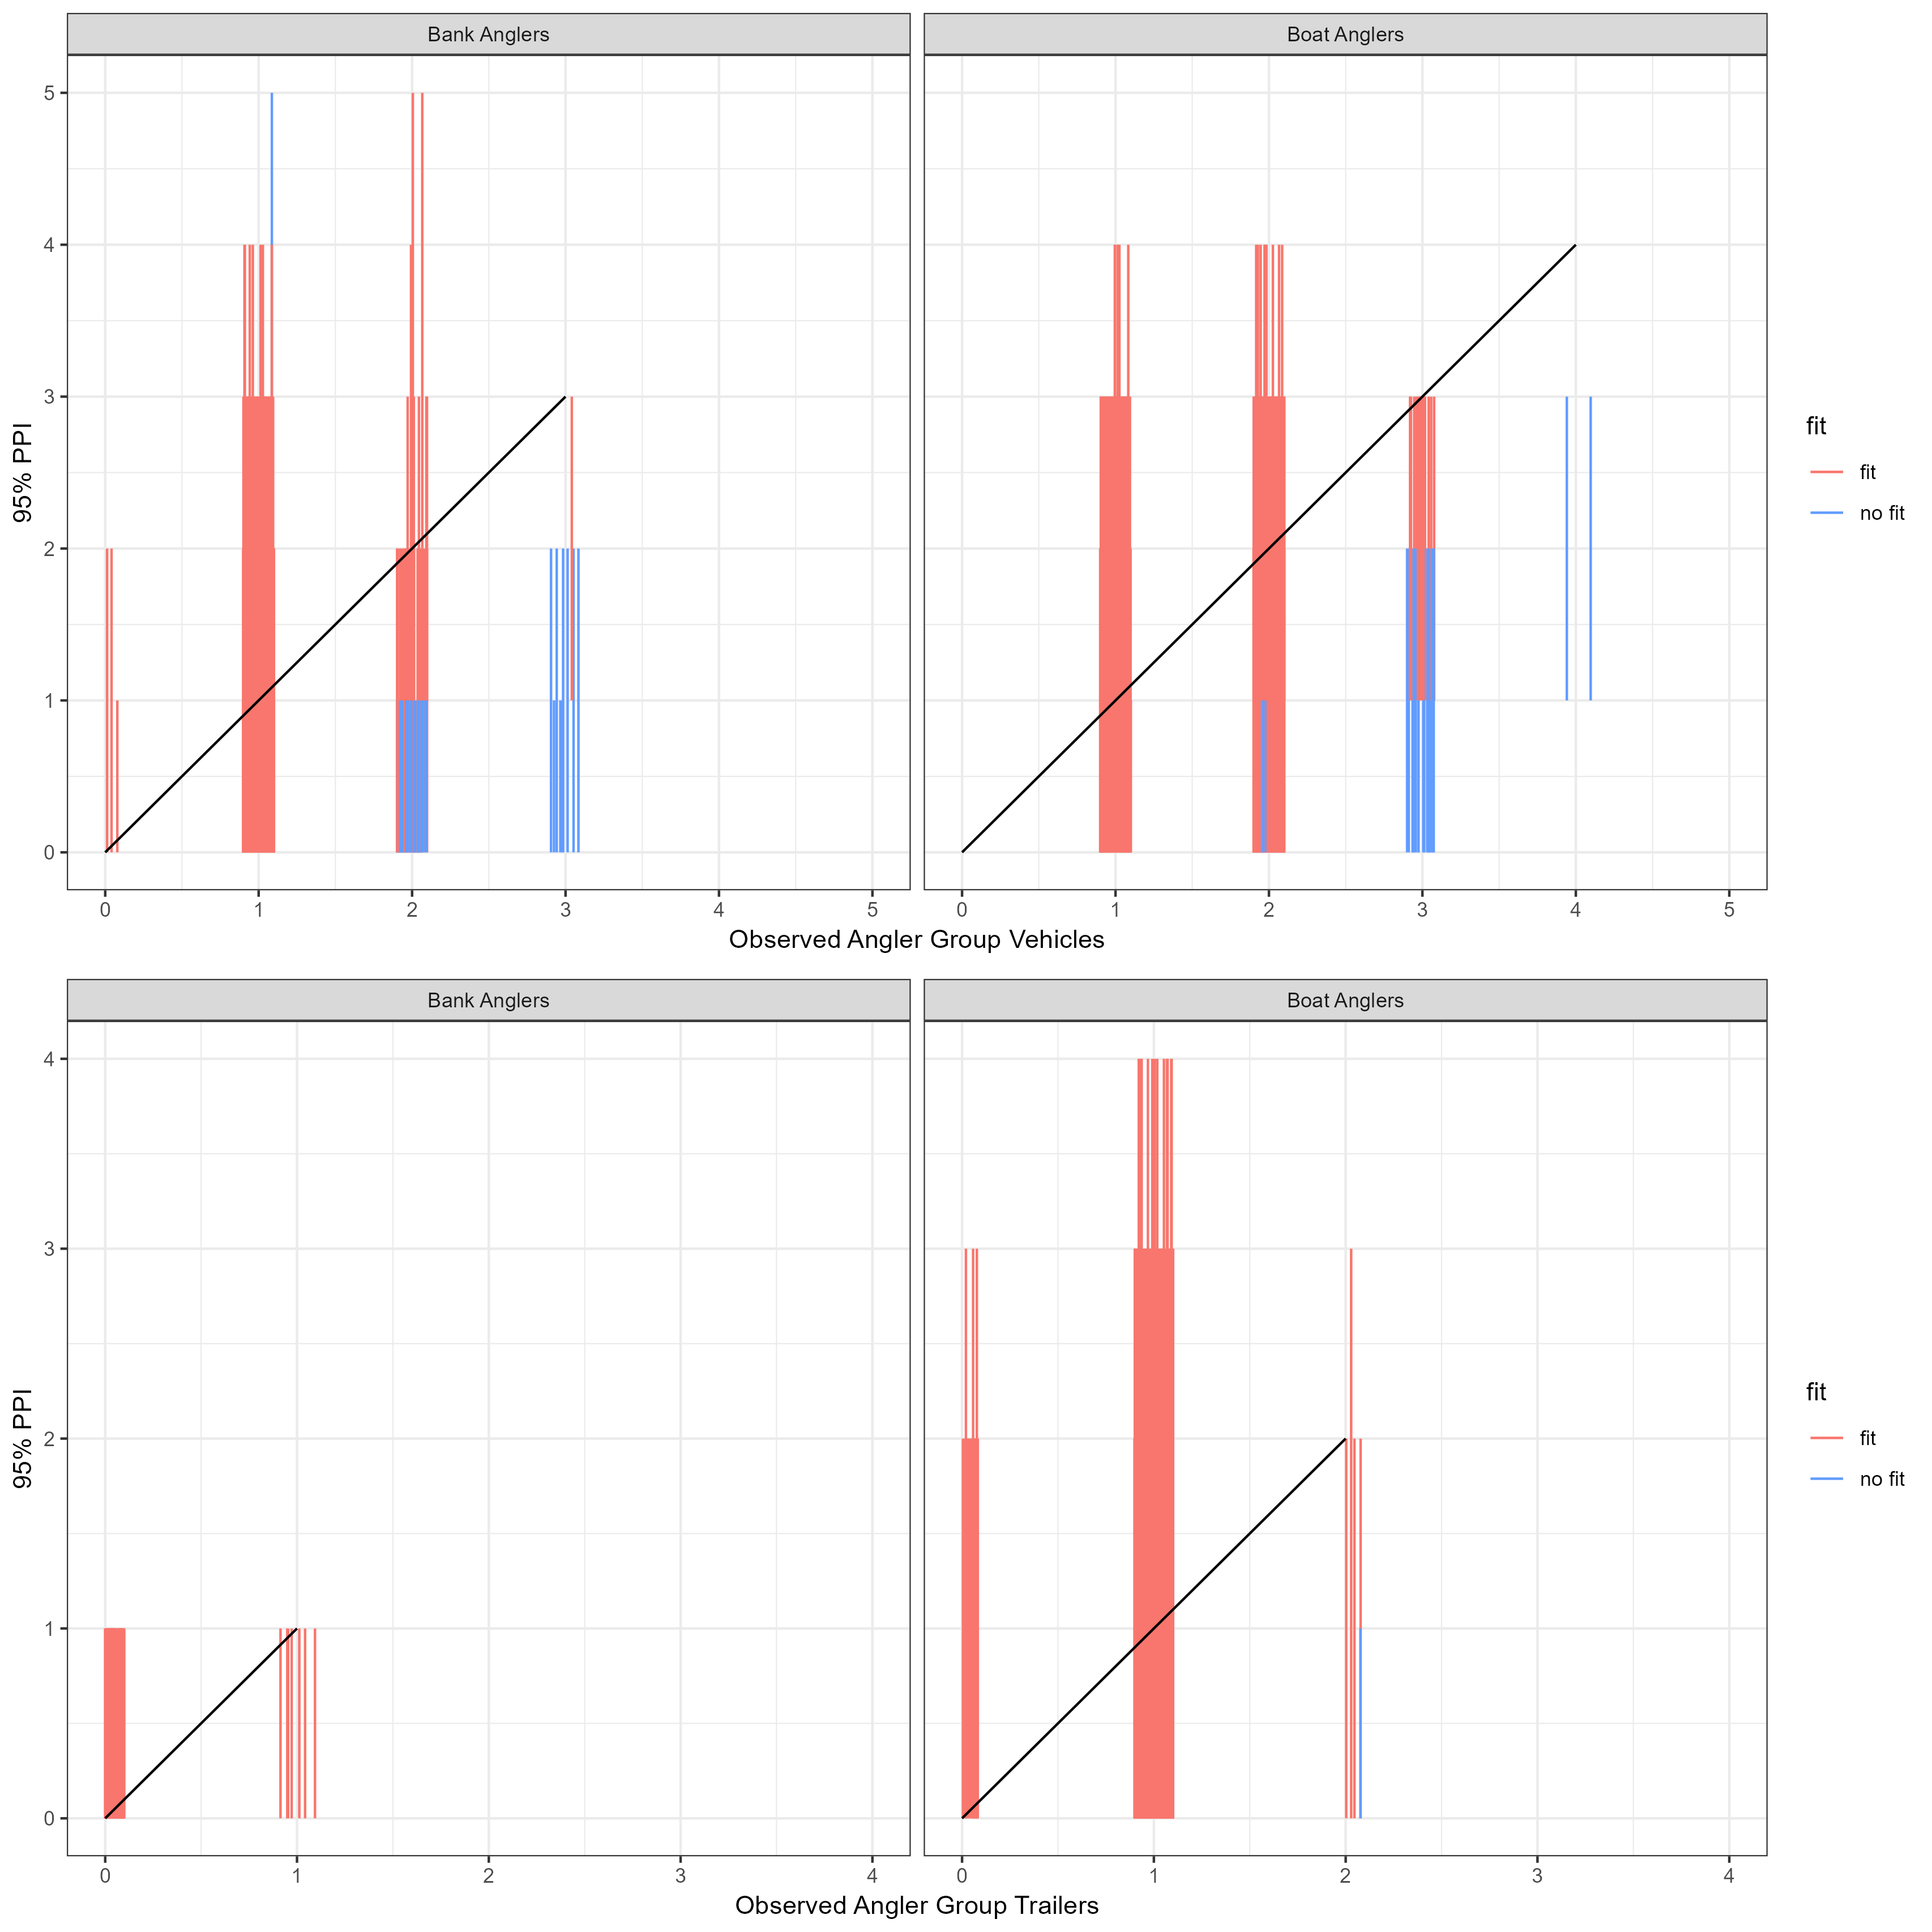 Bank Anglers Boat Anglers
5
4
3
2
1
0
95% PPI
0 1 2 3 4 5 0 1 2 3 4 5
Observed Angler Group Vehicles
fit
fit
no fit
Bank Anglers Boat Anglers
4
3
2
1
0
95% PPI
0 1 2 3 4 0 1 2 3 4
Observed Angler Group Trailers
fit
fit
no fit